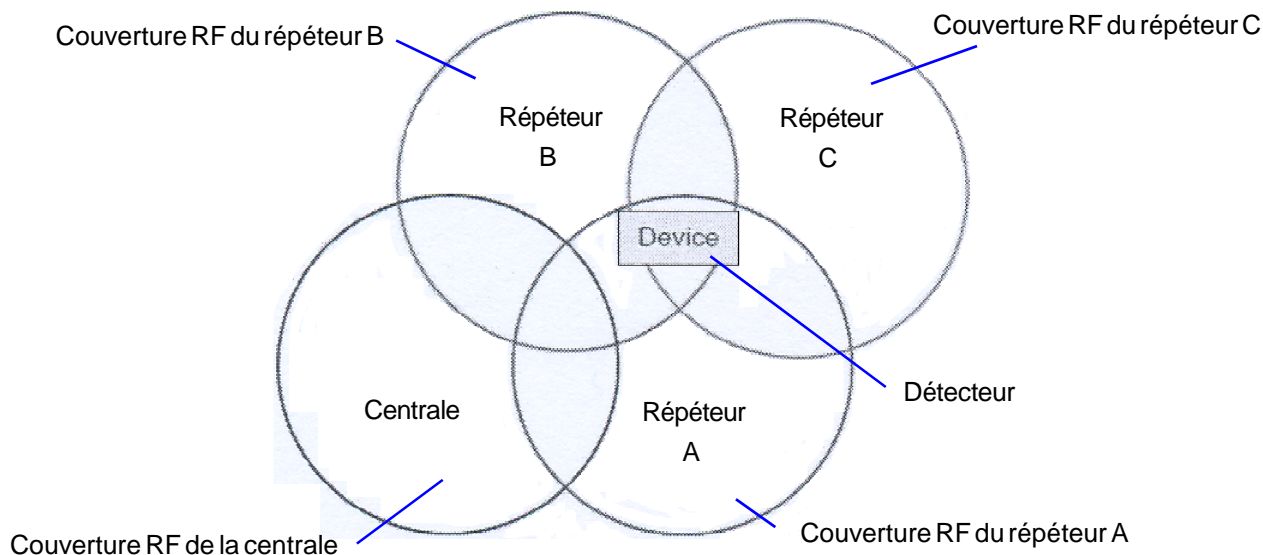 Couverture RF du répéteur B
Couverture RF du répéteur C
Répéteur
B
Répéteur
C
Device
Détecteur
Centrale
Répéteur
A
Couverture RF de la centrale
Couverture RF du répéteur A